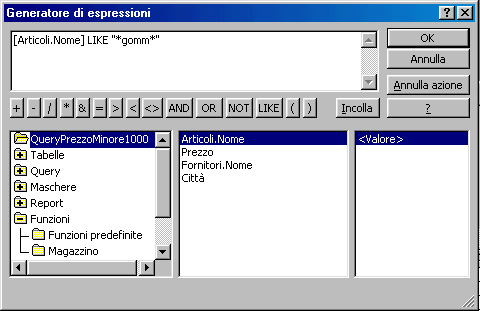 Generatore di espressioni
[Articoli.Nome] LIKE "*gomm*"
OK
Annulla
Annulla azione
+ - / * & = > < <> AND OR NOT LIKE ( ) Incolla ?
QueryPrezzoMinore1000
Tabelle
Query
Maschere
Report
Funzioni
Funzioni predefinite
Magazzino
Articoli.Nome
Prezzo
Fornitori.Nome
Città
<Valore>